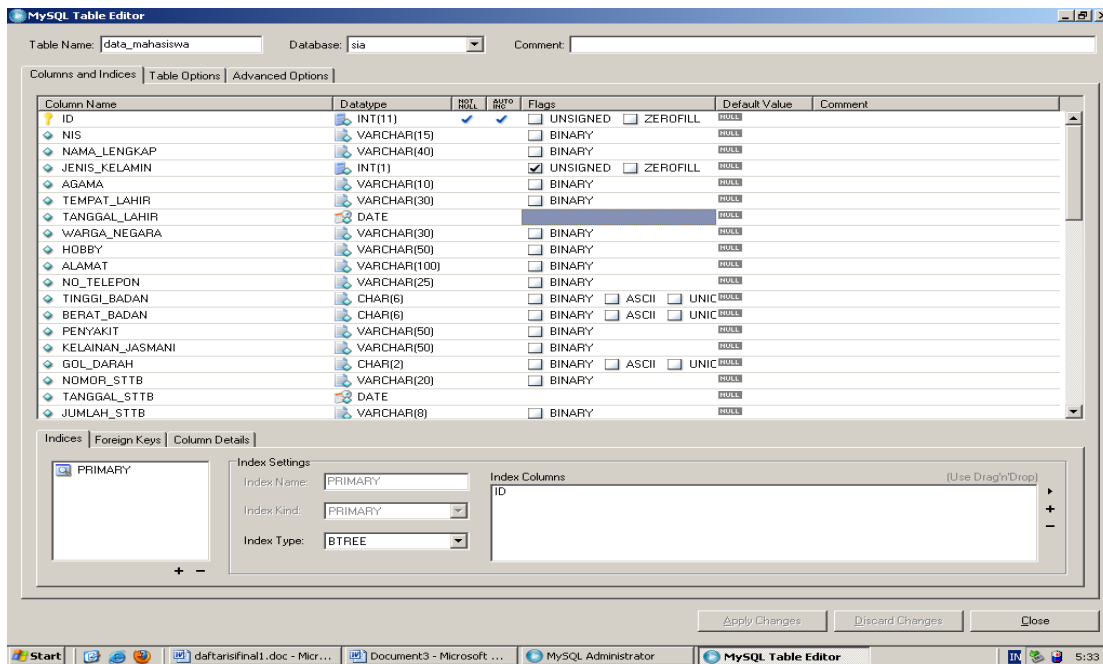 MySQL Table Editor
Table Name: data_mahasiswa Database: sia Comment:
Columns and Indices Table Options Advanced Options
Column Name Datatype NOT NULL AUTO INC Flags Default Value Comment
ID INT(11) UNSIGNED ZEROFILL NULL
NIS VARCHAR(15) BINARY NULL
NAMA_LENGKAP VARCHAR(40) BINARY NULL
JENIS_KELAMIN INT(1) UNSIGNED ZEROFILL NULL
AGAMA VARCHAR(10) BINARY NULL
TEMPAT_LAHIR VARCHAR(30) BINARY NULL
TANGGAL_LAHIR DATE NULL
WARGA_NEGARA VARCHAR(30) BINARY NULL
HOBBY VARCHAR(50) BINARY NULL
ALAMAT VARCHAR(100) BINARY NULL
NO_TELEPON VARCHAR(25) BINARY NULL
TINGGI_BADAN CHAR(6) BINARY ASCII UNIC NULL
BERAT_BADAN CHAR(6) BINARY ASCII UNIC NULL
PENYAKIT VARCHAR(50) BINARY NULL
KELAINAN_JASMANI VARCHAR(50) BINARY NULL
GOL_DARAH CHAR(2) BINARY ASCII UNIC NULL
NOMOR_STTB VARCHAR(20) BINARY NULL
TANGGAL_STTB DATE NULL
JUMLAH_STTB VARCHAR(8) BINARY NULL
Indices Foreign Keys Column Details
PRIMARY
Index Settings
Index Name: PRIMARY
Index Kind: PRIMARY
Index Type: BTREE
Index Columns (Use Drag'n'Drop)
ID
Apply Changes Discard Changes Close
Start daftarisifinal1.doc - Micr... Document3 - Microsoft ... MySQL Administrator MySQL Table Editor IN 5:33